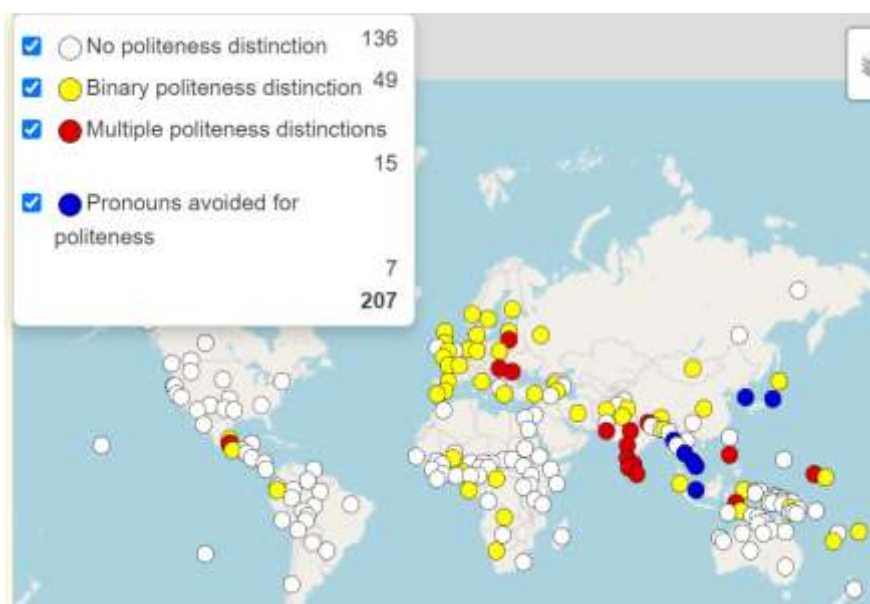 No politeness distinction 136
Binary politeness distinction 49
Multiple politeness distinctions
15
Pronouns avoided for
politeness
7
207